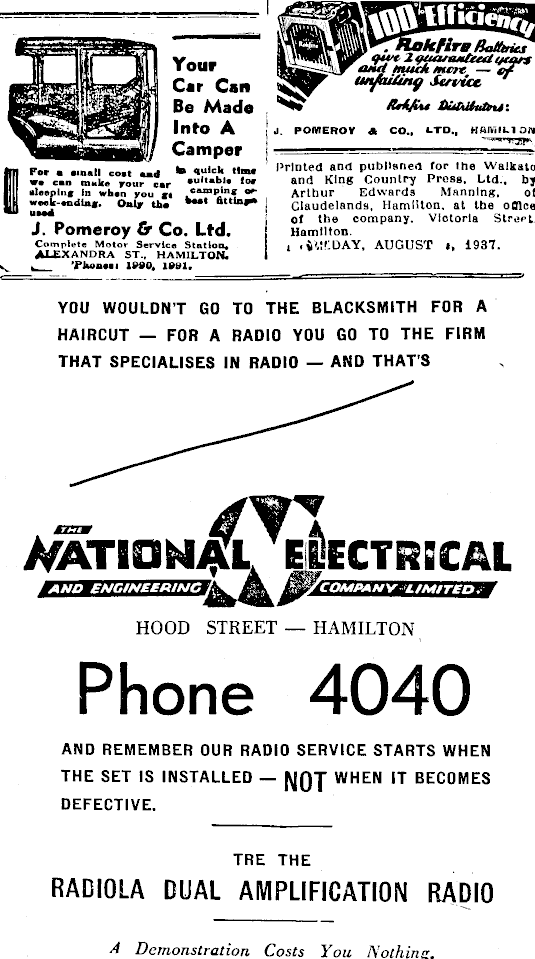 Your
Car Can
Be Made
Into A
Camper
For a small cost and in quick time
we can make your car suitable for
sleeping in when you go camping or
week-ending. Only the best fittings
used
J. Pomeroy & Co. Ltd.
Complete Motor Service Station,
ALEXANDRA ST., HAMILTON.
'Phones: 1990, 1991.
100% Efficiency
Rokfire Batteries
give 2 guaranteed years
and much more — of
unfailing Service
Rokfire Distributors:
J. POMEROY & CO., LTD., HAMILTON
Printed and published for the Waikato
and King Country Press, Ltd., by
Arthur Edwards Manning, of
Claudelands, Hamilton, at the office
of the company, Victoria Street,
Hamilton.
AUGUST 1937.
YOU WOULDN'T GO TO THE BLACKSMITH FOR A
HAIRCUT — FOR A RADIO YOU GO TO THE FIRM
THAT SPECIALISES IN RADIO — AND THAT'S
THE
NATIONAL ELECTRICAL
AND ENGINEERING COMPANY LIMITED.
HOOD STREET — HAMILTON
Phone 4040
AND REMEMBER OUR RADIO SERVICE STARTS WHEN
THE SET IS INSTALLED — NOT WHEN IT BECOMES
DEFECTIVE.
TRE THE
RADIOLA DUAL AMPLIFICATION RADIO
A Demonstration Costs You Nothing.